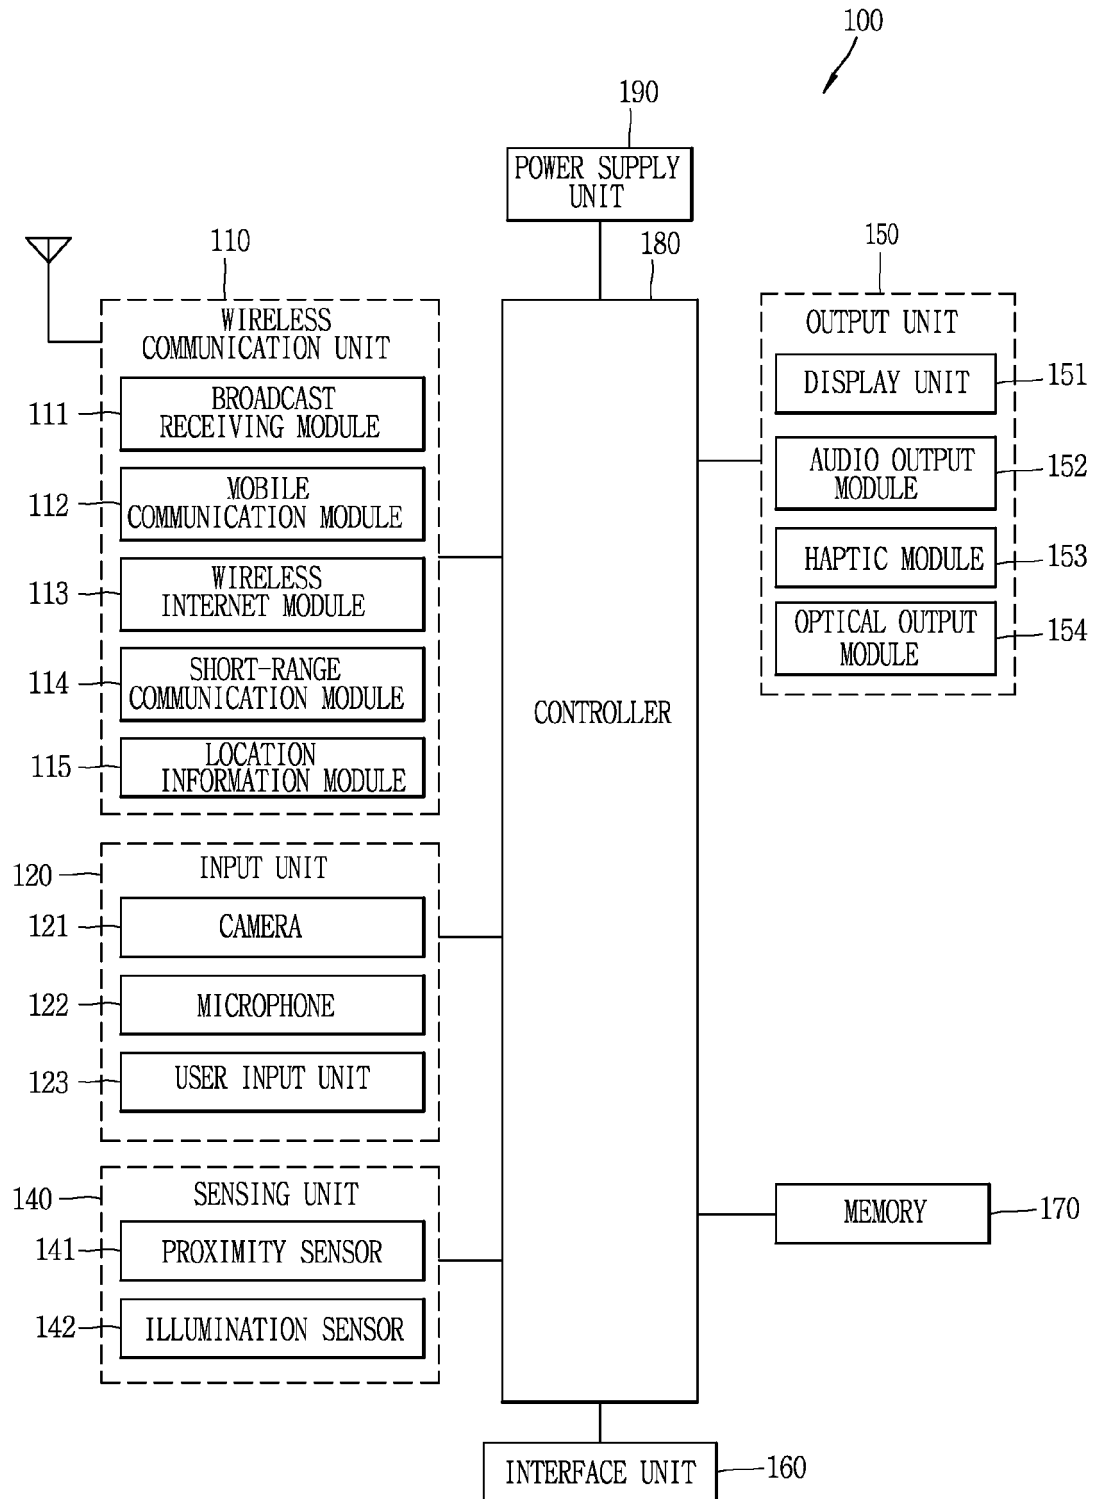 100
190
POWER SUPPLY
UNIT
110
180
150
WIRELESS
COMMUNICATION UNIT
111
BROADCAST
RECEIVING MODULE
112
MOBILE
COMMUNICATION MODULE
113
WIRELESS
INTERNET MODULE
114
SHORT-RANGE
COMMUNICATION MODULE
115
LOCATION
INFORMATION MODULE
120
INPUT UNIT
121
CAMERA
122
MICROPHONE
123
USER INPUT UNIT
140
SENSING UNIT
141
PROXIMITY SENSOR
142
ILLUMINATION SENSOR
CONTROLLER
OUTPUT UNIT
DISPLAY UNIT
151
AUDIO OUTPUT
MODULE
152
HAPTIC MODULE
153
OPTICAL OUTPUT
MODULE
154
MEMORY
170
INTERFACE UNIT
160